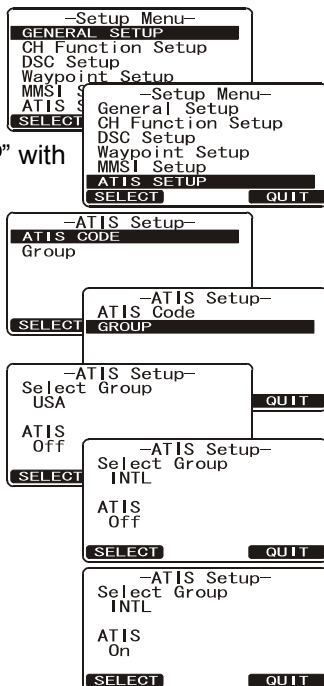 —Setup Menu—
GENERAL SETUP
CH Function Setup
DSC Setup
Waypoint Setup
MMSI S
ATIS S
SELECT
” with
—Setup Menu—
General Setup
CH Function Setup
DSC Setup
Waypoint Setup
MMSI Setup
ATIS SETUP
SELECT QUIT
—ATIS Setup—
ATIS CODE
Group
SELECT
—ATIS Setup—
ATIS Code
GROUP
QUIT
—ATIS Setup—
Select Group
USA
ATIS
Off
SELECT
—ATIS Setup—
Select Group
INTL
ATIS
Off
SELECT QUIT
—ATIS Setup—
Select Group
INTL
ATIS
On
SELECT QUIT